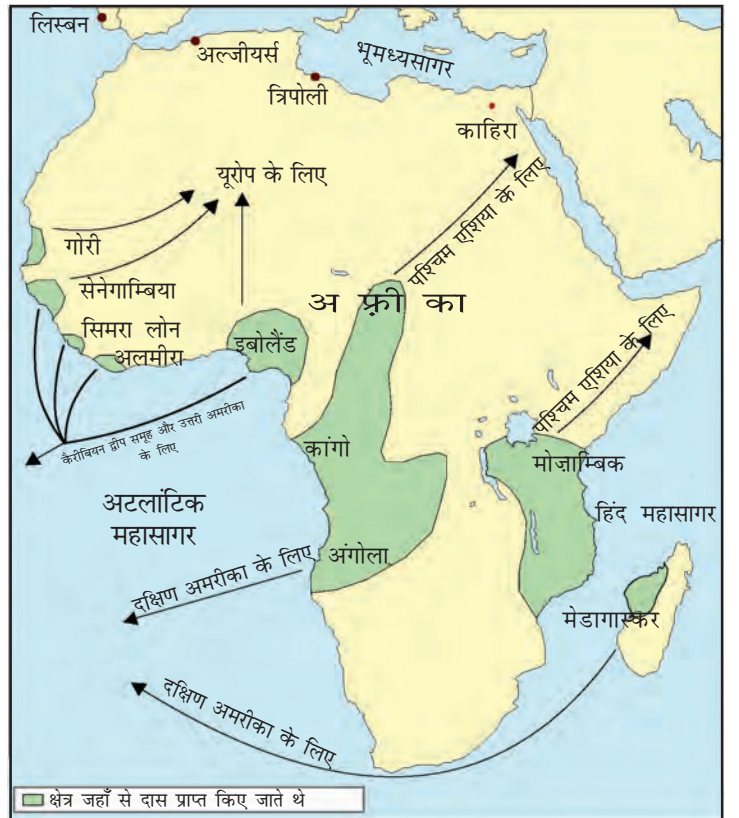 लिस्बन
अल्जीयर्स
भूमध्यसागर
त्रिपोली
काहिरा
यूरोप के लिए
पश्चिम एशिया के लिए
गोरी
सेनेगाम्बिया
अ फ़्री का
सिमरा लोन
अलमीरा
इबोलैंड
पश्चिम एशिया के लिए
कैरीबियन द्वीप समूह और उत्तरी अमरीका
के लिए
कांगो
मोज़ाम्बिक
अटलांटिक
महासागर
हिंद महासागर
अंगोला
दक्षिण अमरीका के लिए
मेडागास्कर
दक्षिण अमरीका के लिए
क्षेत्र जहाँ से दास प्राप्त किए जाते थे